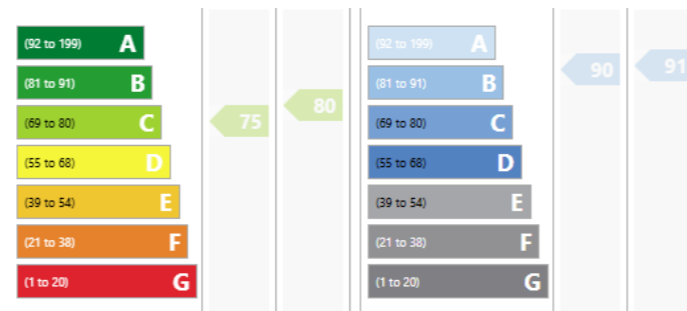 (92 to 199) A
(81 to 91) B
(69 to 80) C
(55 to 68) D
(39 to 54) E
(21 to 38) F
(1 to 20) G
75
80
(92 to 199) A
(81 to 91) B
(69 to 80) C
(55 to 68) D
(39 to 54) E
(21 to 38) F
(1 to 20) G
90
91